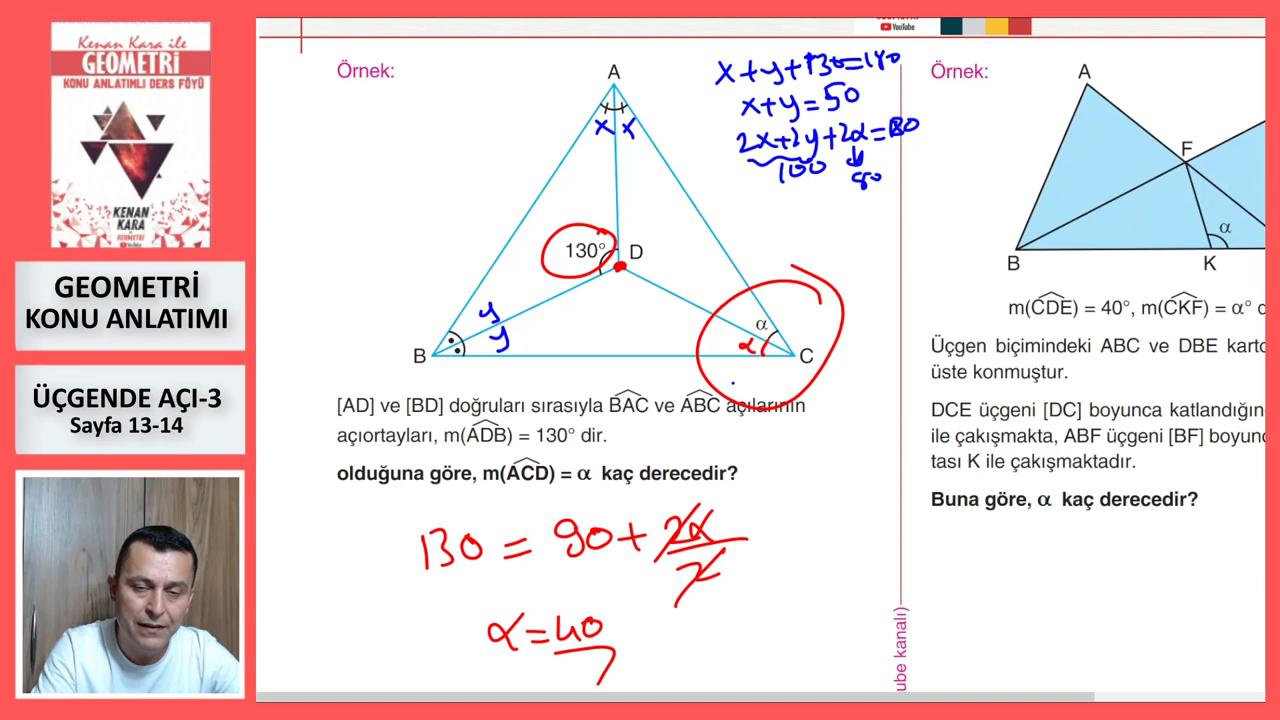 Kenan Kara ile
GEOMETRİ
KONU ANLATIMLI DERS FÖYÜ
KENAN
KARA
GEOMETRİ
YouTube
GEOMETRİ
KONU ANLATIMI
ÜÇGENDE AÇI-3
Sayfa 13-14
YouTube
Örnek:
A
x x
130°
D
y
y
B
α
α
C
x+y+130=180
x+y=50
2x+2y+2α=180
100 80
[AD] ve [BD] doğruları sırasıyla BAC ve ABC açılarının
açıortayları, m(ADB) = 130° dir.
olduğuna göre, m(ACD) = α kaç derecedir?
130 = 90+ 2α/2
α=40
ube kanalı)
Örnek:
A
F
α
B
K
m(CDE) = 40°, m(CKF) = α° d
Üçgen biçimindeki ABC ve DBE karto
üste konmuştur.
DCE üçgeni [DC] boyunca katlandığın
ile çakışmakta, ABF üçgeni [BF] boyun
tası K ile çakışmaktadır.
Buna göre, α kaç derecedir?